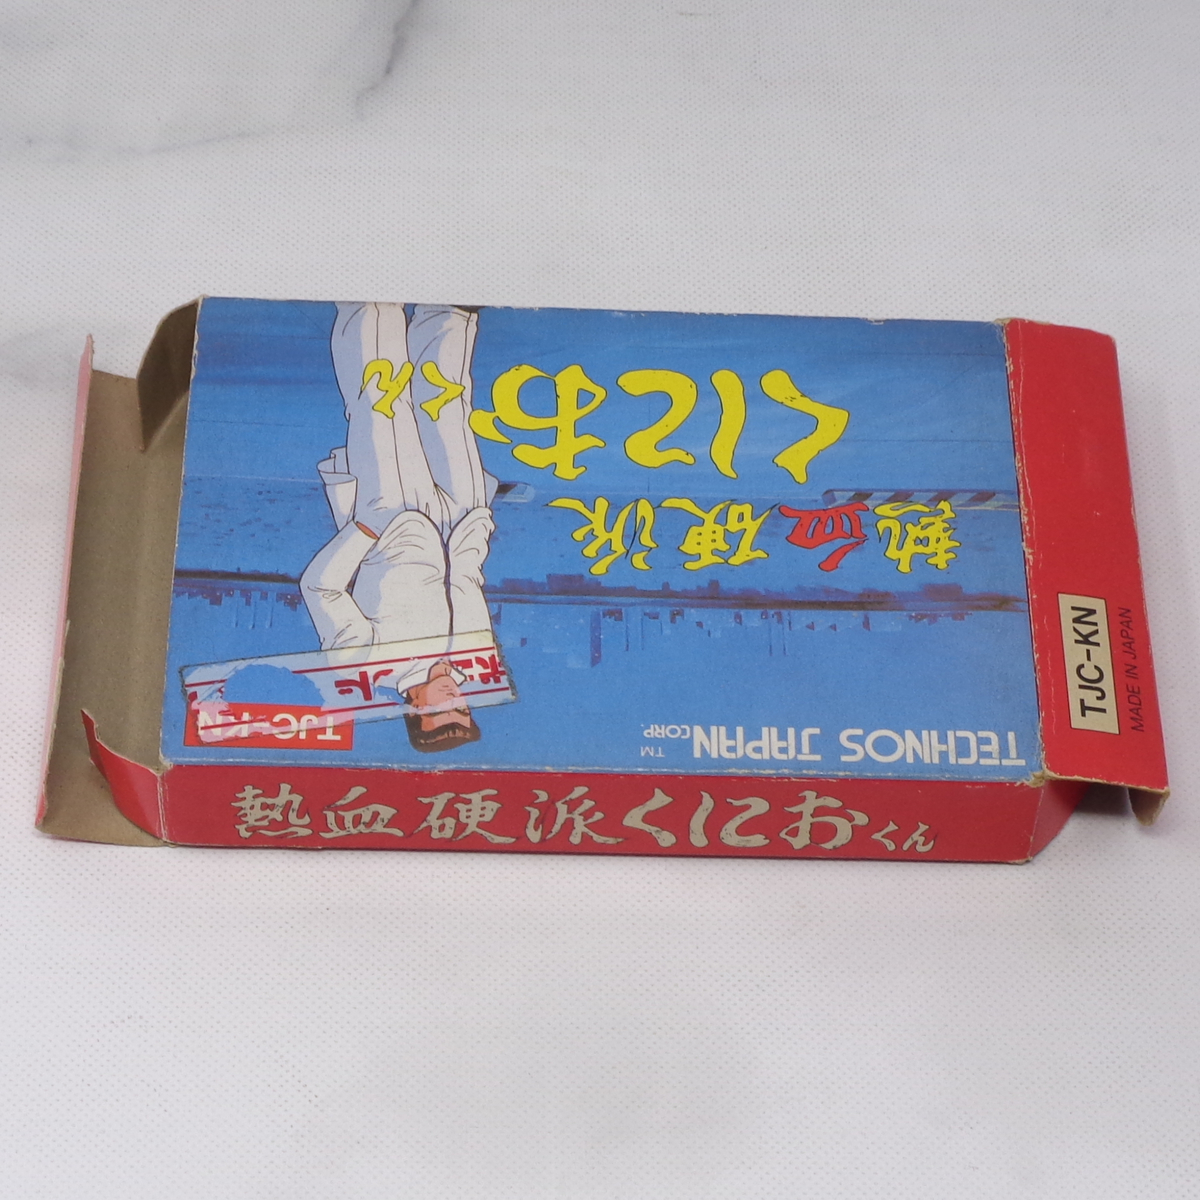 TECHNOS JAPAN CORP. ™
TJC-KN
熱血硬派
くにおくん
熱血硬派くにおくん
TJC-KN
MADE IN JAPAN